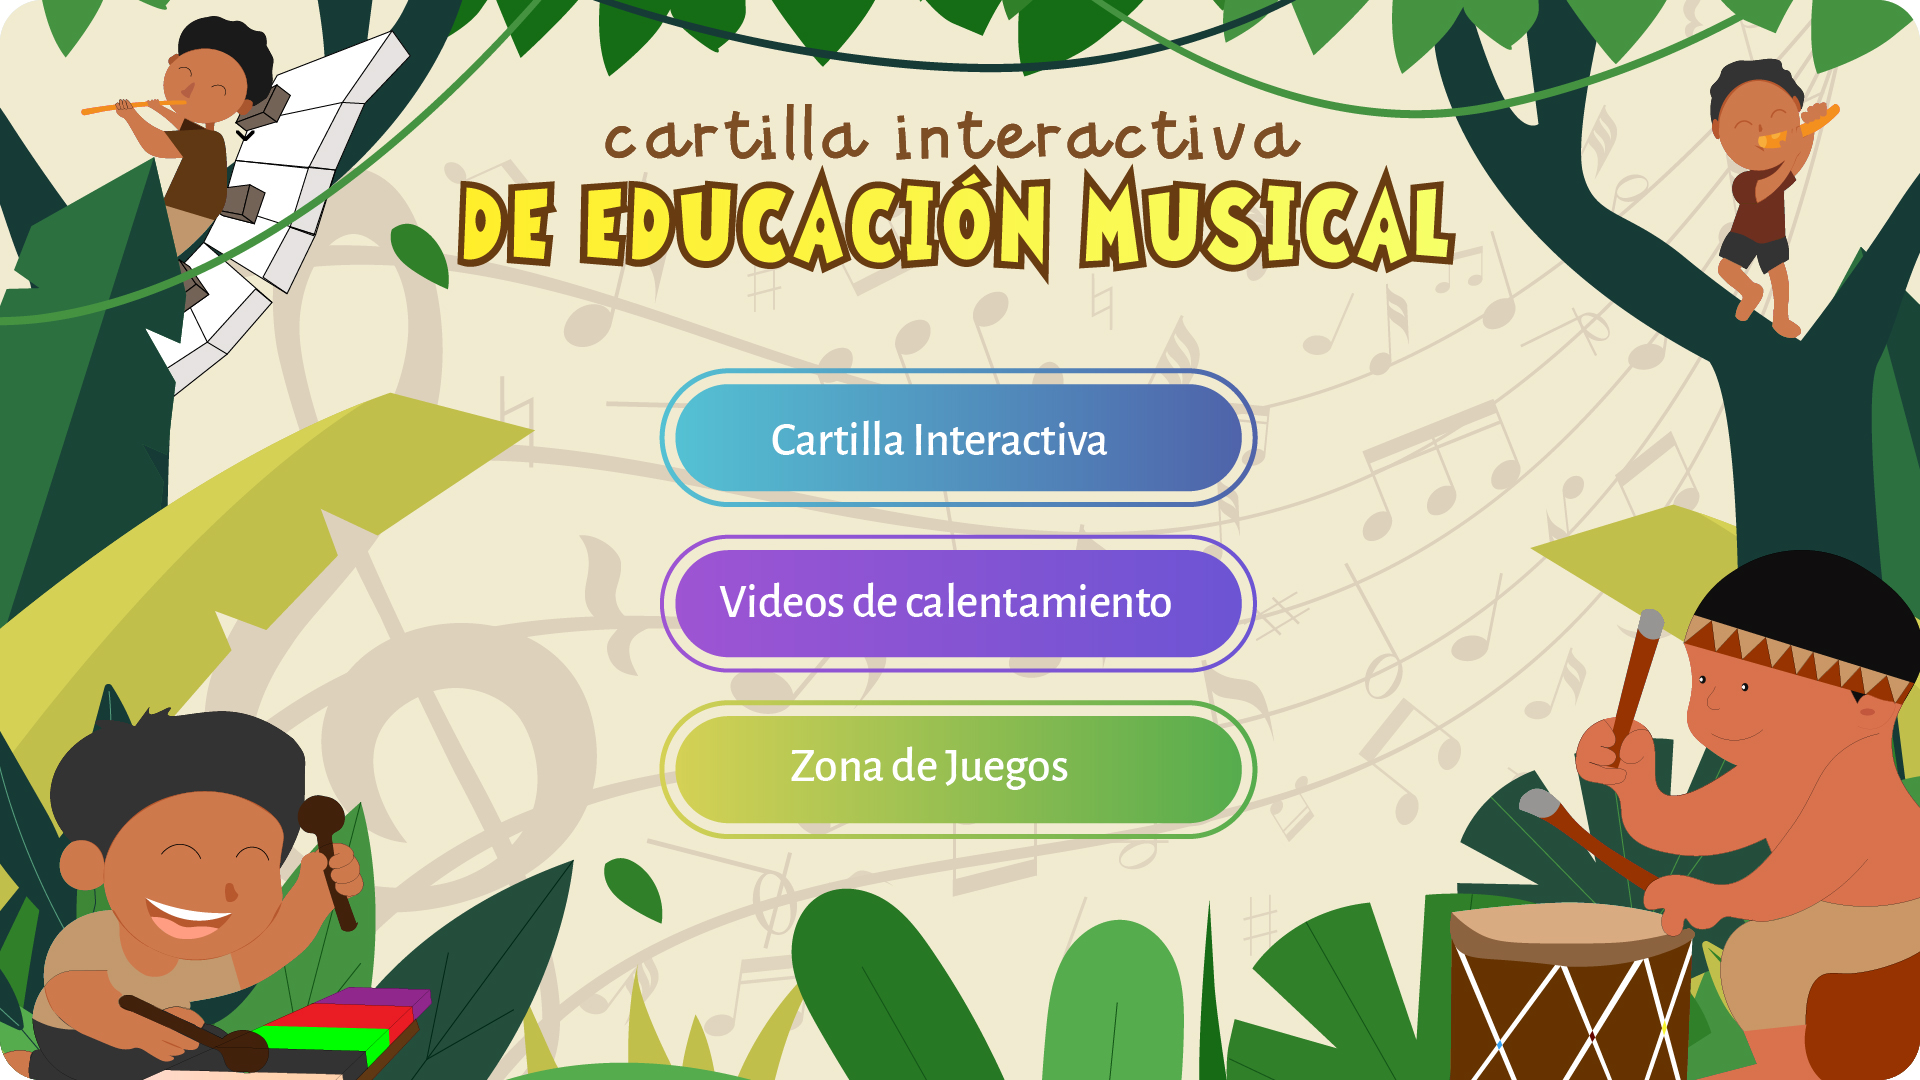 cartilla interactiva
DE EDUCACIÓN MUSICAL
Cartilla Interactiva
Videos de calentamiento
Zona de Juegos